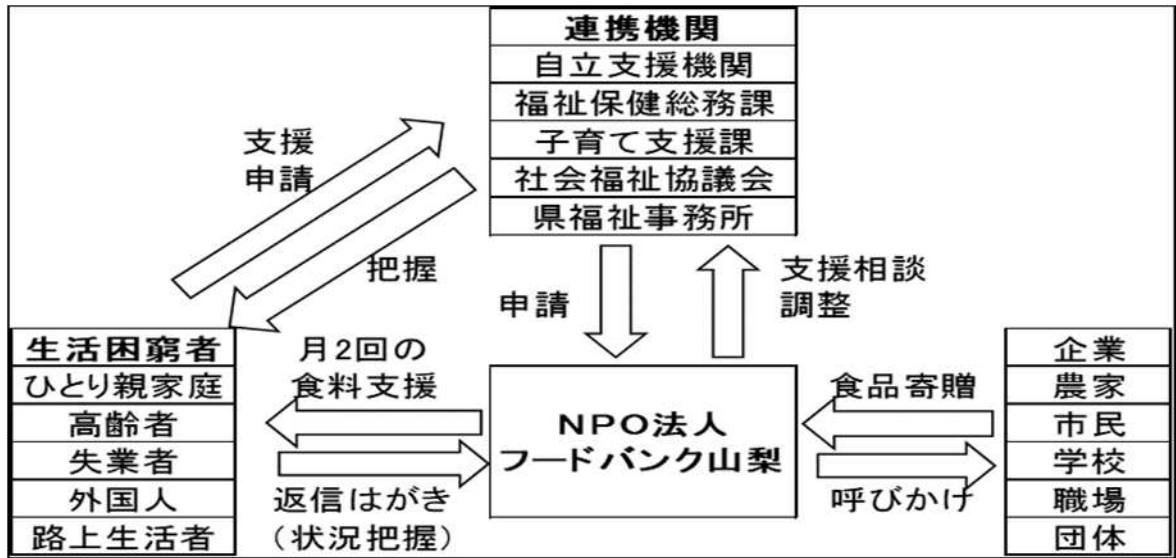 連携機関
自立支援機関
福祉保健総務課
子育て支援課
社会福祉協議会
県福祉事務所
支援
申請
把握
申請
支援相談
調整
生活困窮者
ひとり親家庭
高齢者
失業者
外国人
路上生活者
月2回の
食料支援
返信はがき
(状況把握)
NPO法人
フードバンク山梨
食品寄贈
呼びかけ
企業
農家
市民
学校
職場
団体